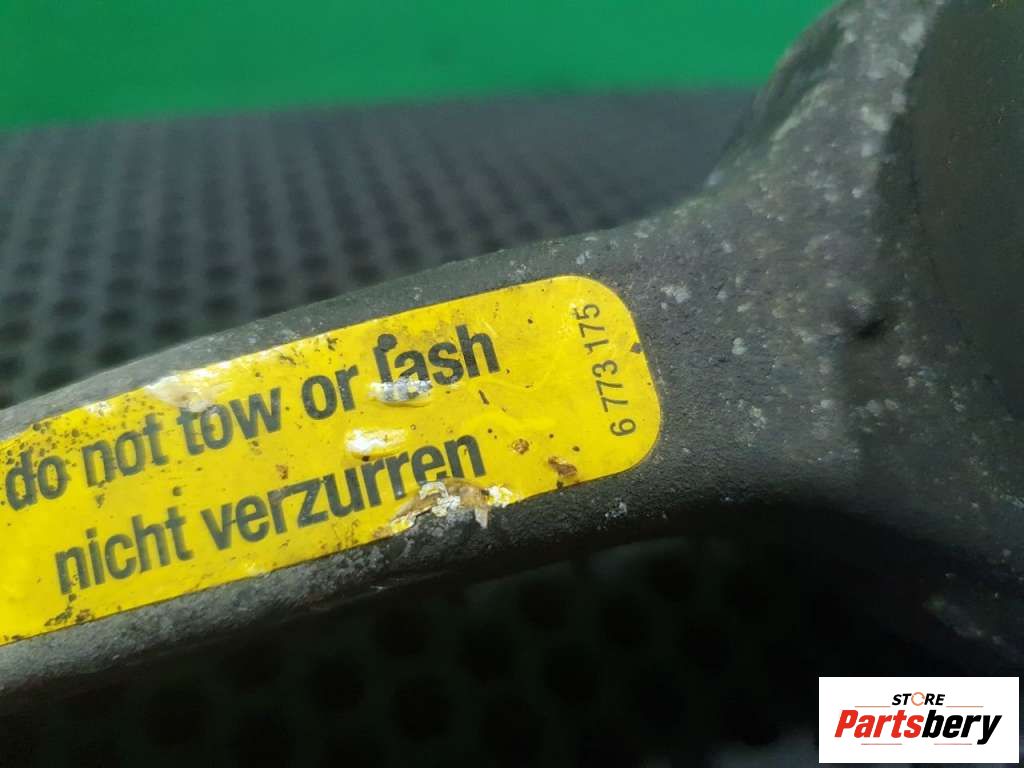 do not tow or lash
nicht verzurren
6 773 175
STORE
Partsbery